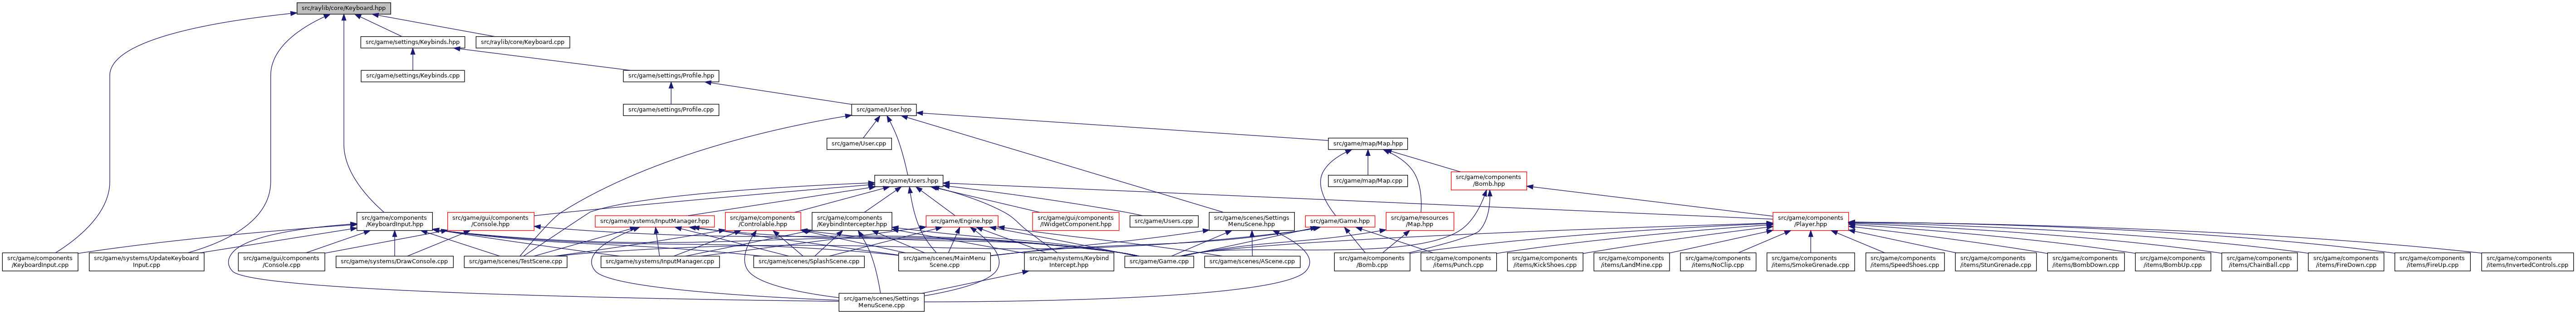 src/raylib/core/Keyboard.hpp
src/game/settings/Keybinds.hpp
src/raylib/core/Keyboard.cpp
src/game/settings/Keybinds.cpp
src/game/settings/Profile.hpp
src/game/settings/Profile.cpp
src/game/User.hpp
src/game/User.cpp
src/game/map/Map.hpp
src/game/Users.hpp
src/game/map/Map.cpp
src/game/components
/Bomb.hpp
src/game/components
/KeyboardInput.hpp
src/game/gui/components
/Console.hpp
src/game/systems/InputManager.hpp
src/game/components
/Controlable.hpp
src/game/components
/KeybindIntercepter.hpp
src/game/Engine.hpp
src/game/gui/components
/IWidgetComponent.hpp
src/game/Users.cpp
src/game/scenes/Settings
MenuScene.hpp
src/game/Game.hpp
src/game/resources
/Map.hpp
src/game/components
/Player.hpp
src/game/components
/KeyboardInput.cpp
src/game/systems/UpdateKeyboard
Input.cpp
src/game/gui/components
/Console.cpp
src/game/systems/DrawConsole.cpp
src/game/scenes/TestScene.cpp
src/game/systems/InputManager.cpp
src/game/scenes/SplashScene.cpp
src/game/scenes/MainMenu
Scene.cpp
src/game/systems/Keybind
Intercept.hpp
src/game/Game.cpp
src/game/scenes/AScene.cpp
src/game/components
/Bomb.cpp
src/game/components
/items/Punch.cpp
src/game/components
/items/KickShoes.cpp
src/game/components
/items/LandMine.cpp
src/game/components
/items/NoClip.cpp
src/game/components
/items/SmokeGrenade.cpp
src/game/components
/items/SpeedShoes.cpp
src/game/components
/items/StunGrenade.cpp
src/game/components
/items/BombDown.cpp
src/game/components
/items/BombUp.cpp
src/game/components
/items/ChainBall.cpp
src/game/components
/items/FireDown.cpp
src/game/components
/items/FireUp.cpp
src/game/components
/items/InvertedControls.cpp
src/game/scenes/Settings
MenuScene.cpp